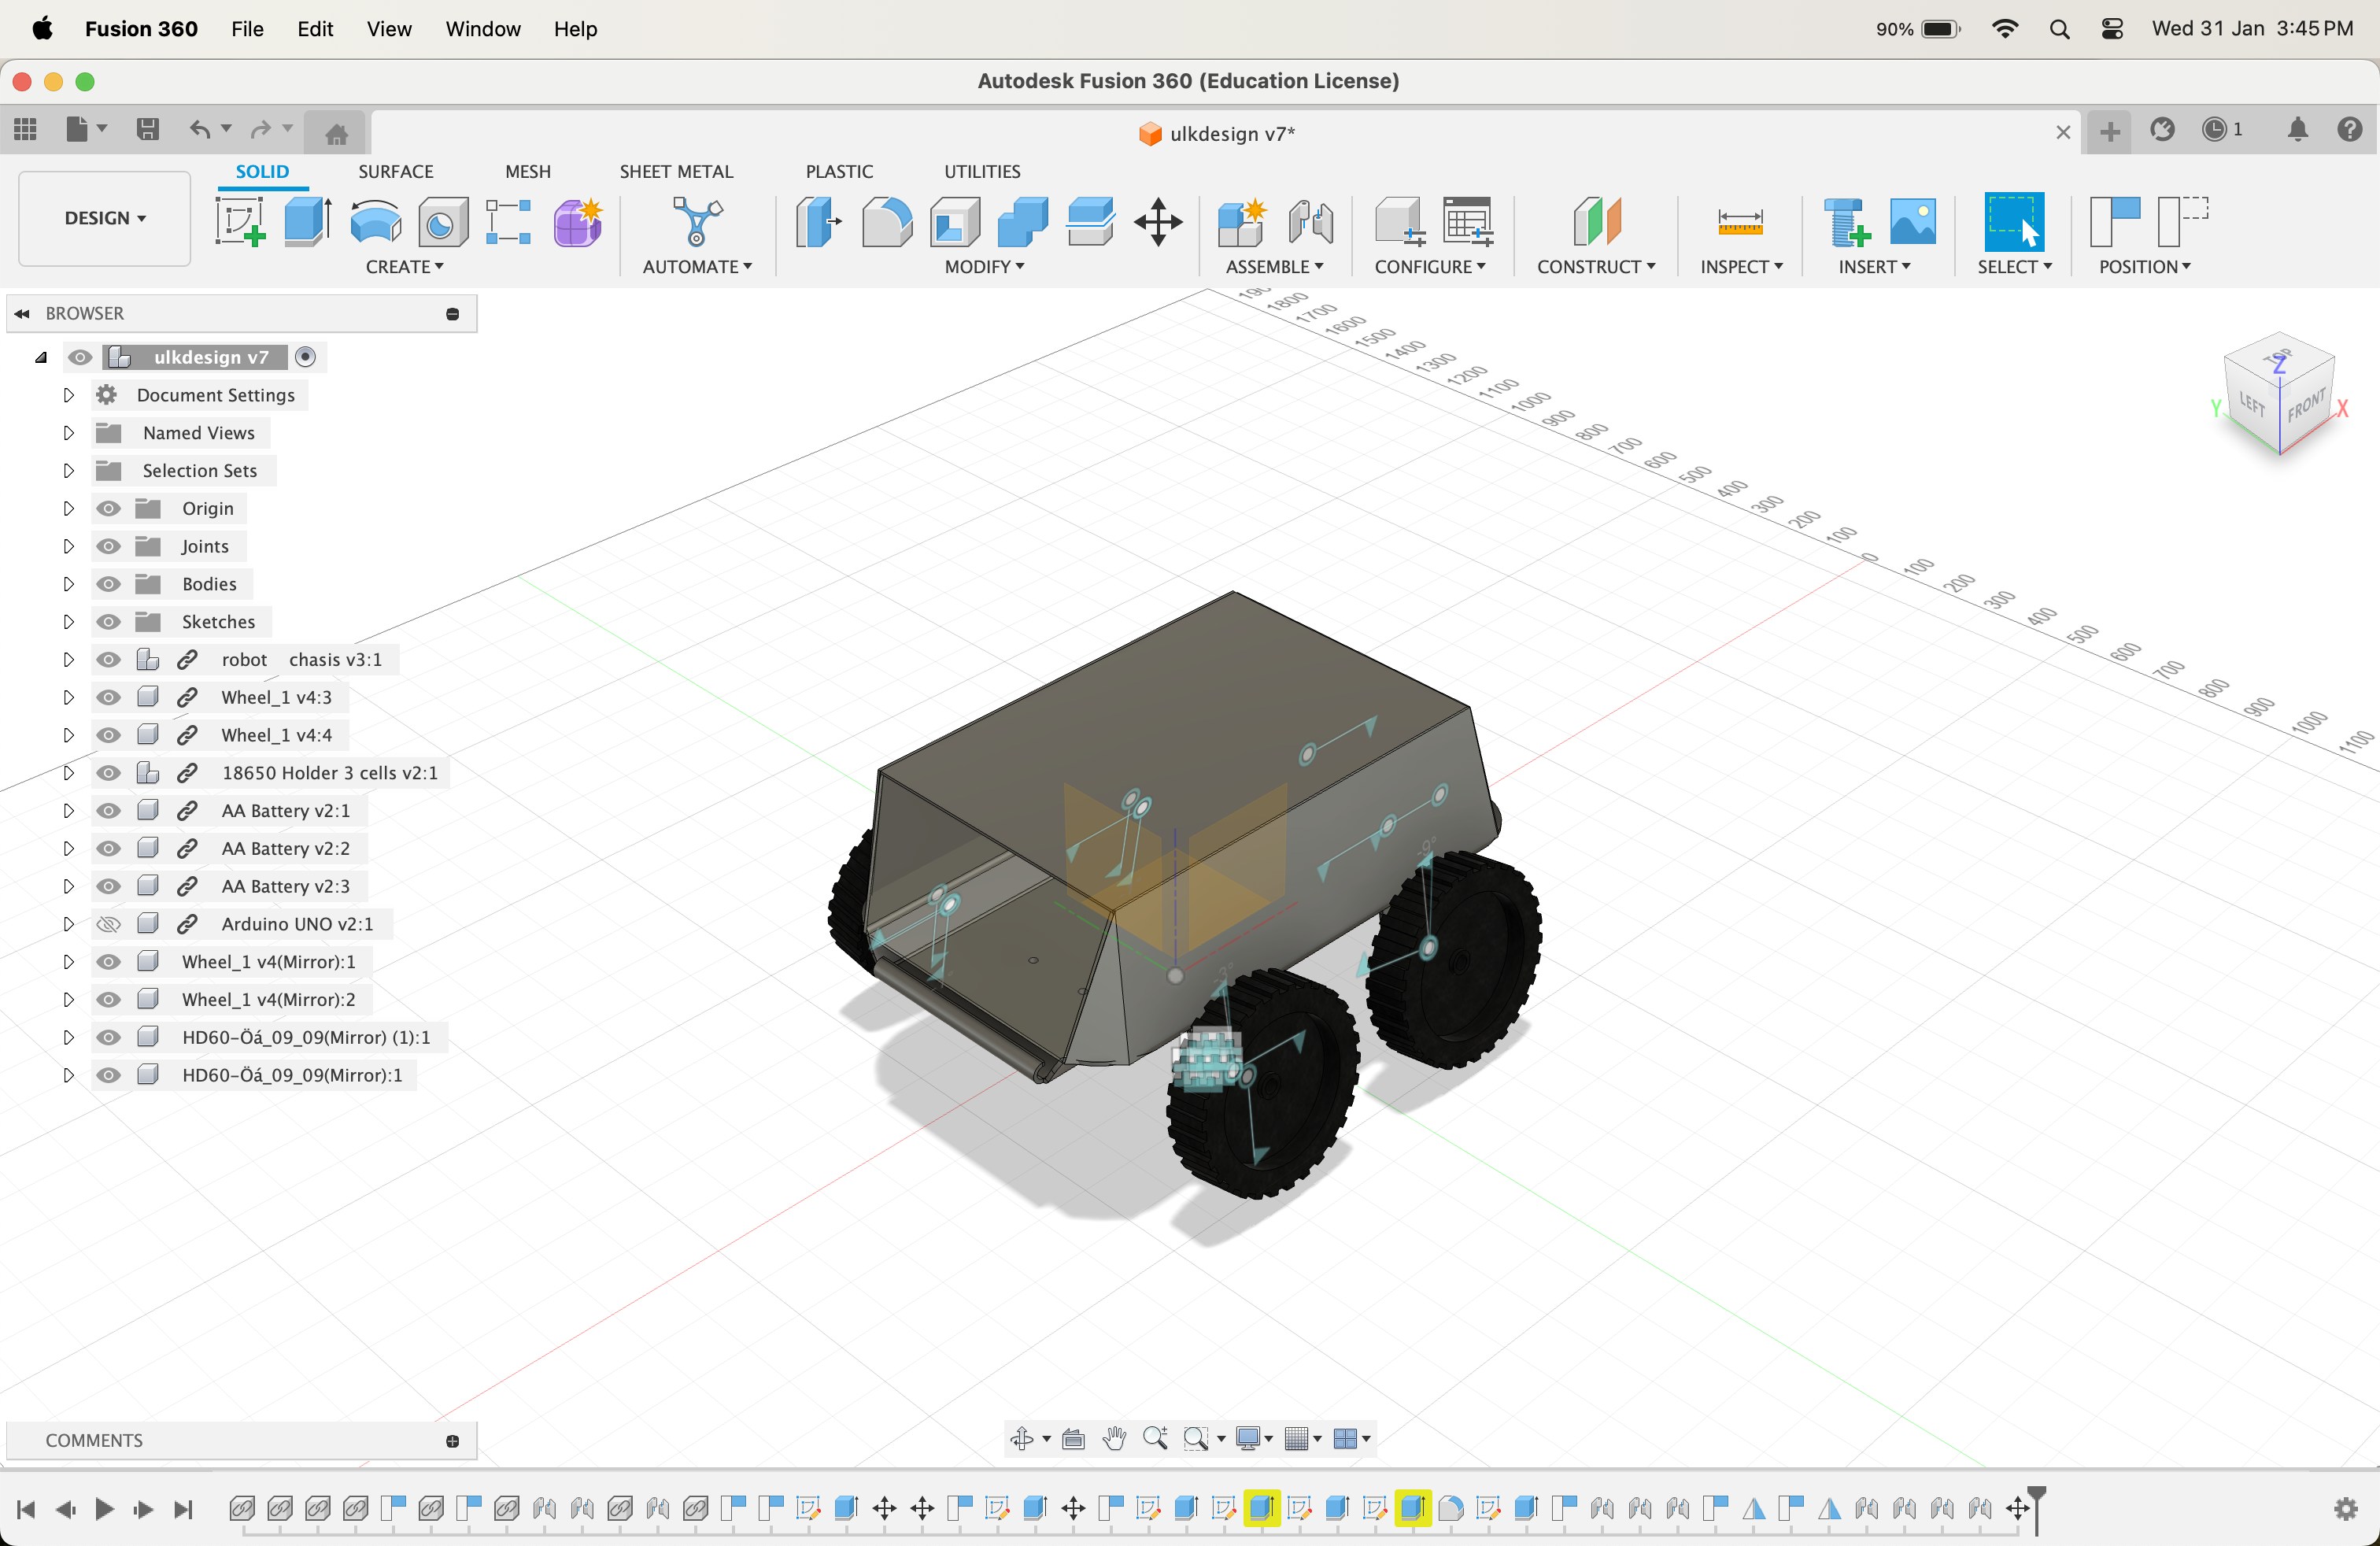 Fusion 360 File Edit View Window Help 90% Wed 31 Jan 3:45 PM
Autodesk Fusion 360 (Education License)
ulkdesign v7* 1
SOLID SURFACE MESH SHEET METAL PLASTIC UTILITIES
DESIGN
CREATE AUTOMATE MODIFY ASSEMBLE CONFIGURE CONSTRUCT INSPECT INSERT SELECT POSITION
BROWSER
ulkdesign v7
Document Settings
Named Views
Selection Sets
Origin
Joints
Bodies
Sketches
robot chasis v3:1
Wheel_1 v4:3
Wheel_1 v4:4
18650 Holder 3 cells v2:1
AA Battery v2:1
AA Battery v2:2
AA Battery v2:3
Arduino UNO v2:1
Wheel_1 v4(Mirror):1
Wheel_1 v4(Mirror):2
HD60-Öá_09_09(Mirror) (1):1
HD60-Öá_09_09(Mirror):1
1800
1700
1600
1500
1400
1300
1200
1100
1000
900
800
700
600
500
400
300
200
100
0
100
200
300
400
500
600
700
800
900
1000
1100
TOP
Z
LEFT FRONT
Y X
COMMENTS